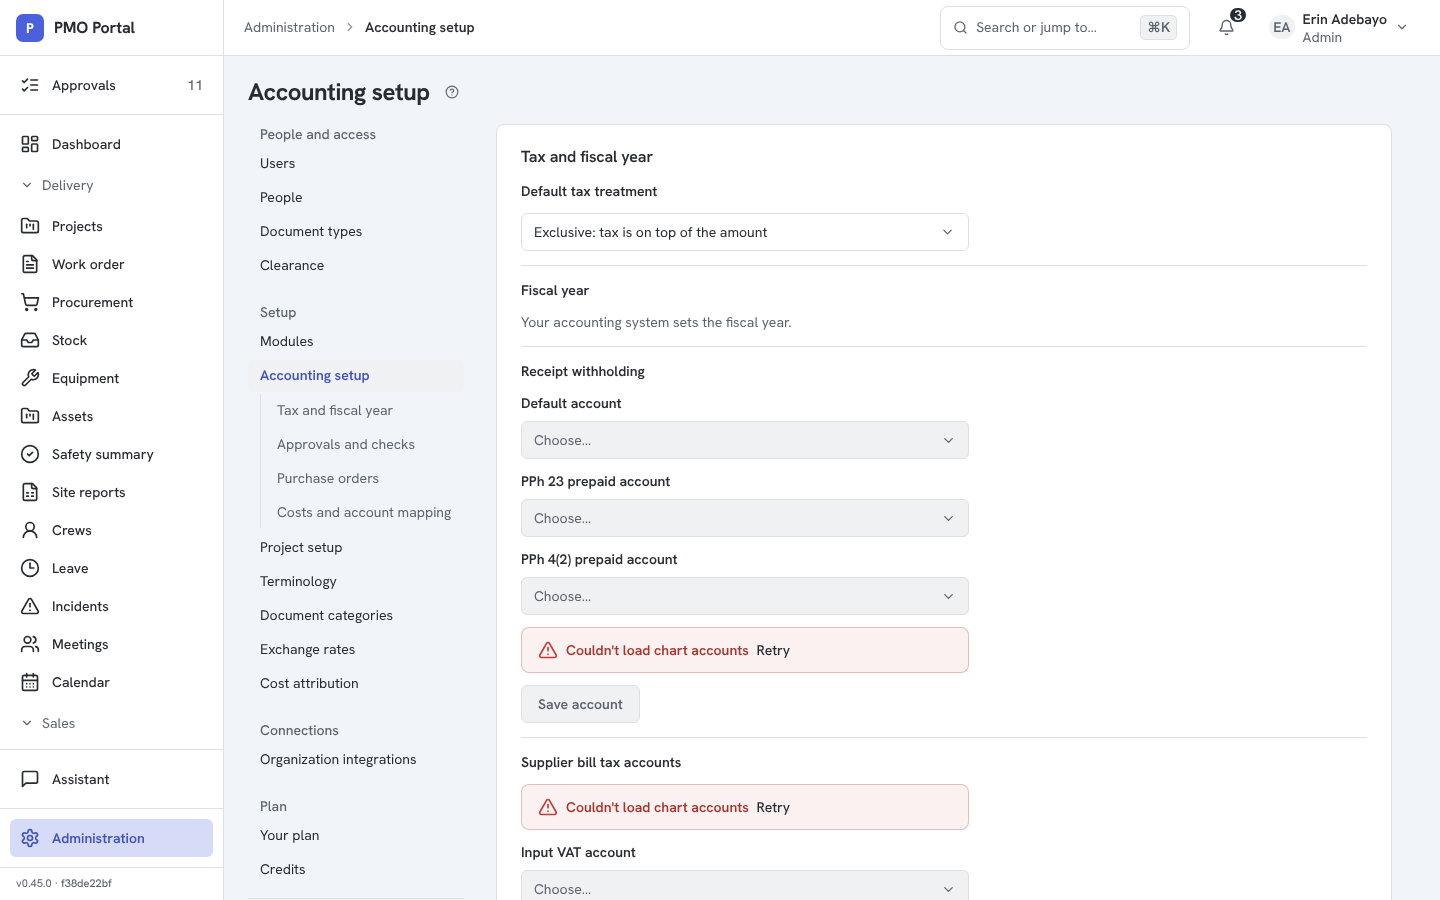 P PMO Portal
Administration > Accounting setup
Search or jump to... ⌘K
3
EA Erin Adebayo
Admin
Approvals 11
Dashboard
Delivery
Projects
Work order
Procurement
Stock
Equipment
Assets
Safety summary
Site reports
Crews
Leave
Incidents
Meetings
Calendar
Sales
Assistant
Administration
v0.45.0 · f38de22bf
Accounting setup
People and access
Users
People
Document types
Clearance
Setup
Modules
Accounting setup
Tax and fiscal year
Approvals and checks
Purchase orders
Costs and account mapping
Project setup
Terminology
Document categories
Exchange rates
Cost attribution
Connections
Organization integrations
Plan
Your plan
Credits
Tax and fiscal year
Default tax treatment
Exclusive: tax is on top of the amount
Fiscal year
Your accounting system sets the fiscal year.
Receipt withholding
Default account
Choose...
PPh 23 prepaid account
Choose...
PPh 4(2) prepaid account
Choose...
Couldn't load chart accounts Retry
Save account
Supplier bill tax accounts
Couldn't load chart accounts Retry
Input VAT account
Choose...